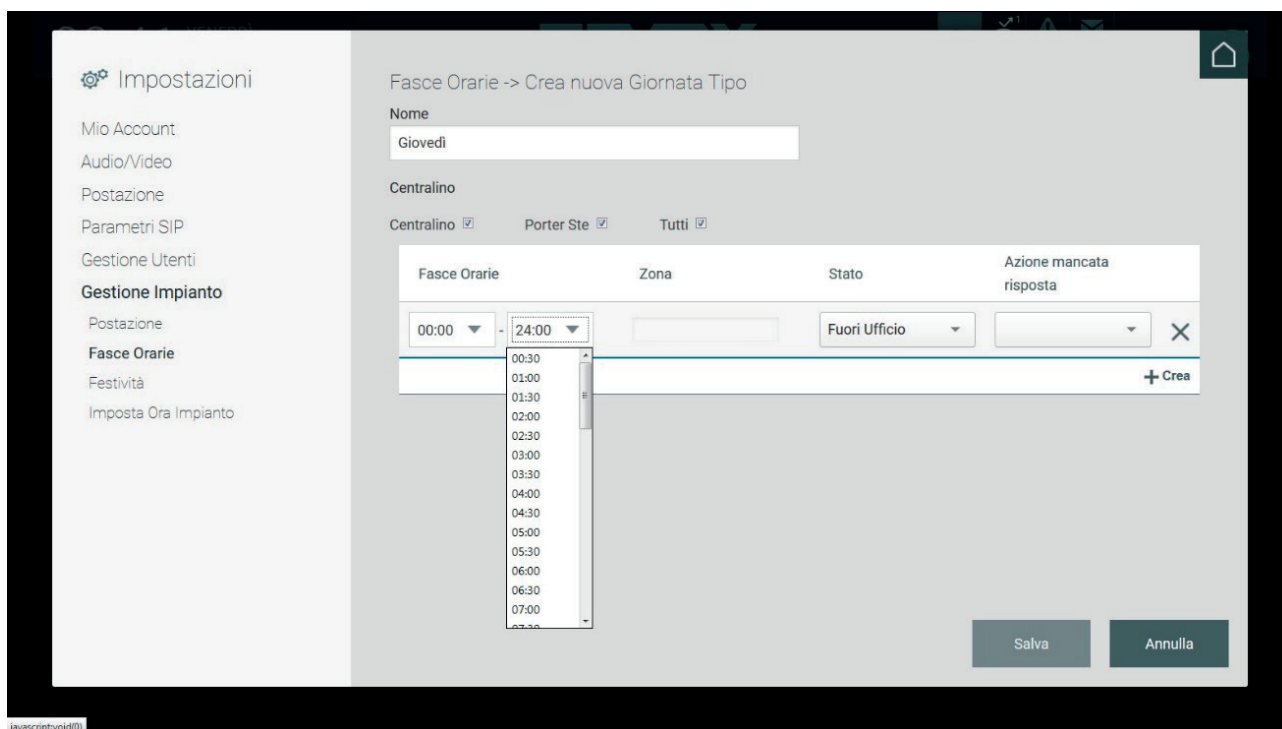 Impostazioni
Mio Account
Audio/Video
Postazione
Parametri SIP
Gestione Utenti
Gestione Impianto
Postazione
Fasce Orarie
Festività
Imposta Ora Impianto
Fasce Orarie -> Crea nuova Giornata Tipo
Nome
Giovedì
Centralino
Centralino Porter Ste Tutti
Fasce Orarie Zona Stato Azione mancata risposta
00:00 - 24:00 Fuori Ufficio
00:30
01:00
01:30
02:00
02:30
03:00
03:30
04:00
04:30
05:00
05:30
06:00
06:30
07:00
07:30
+ Crea
Salva Annulla
javascript:void(0)